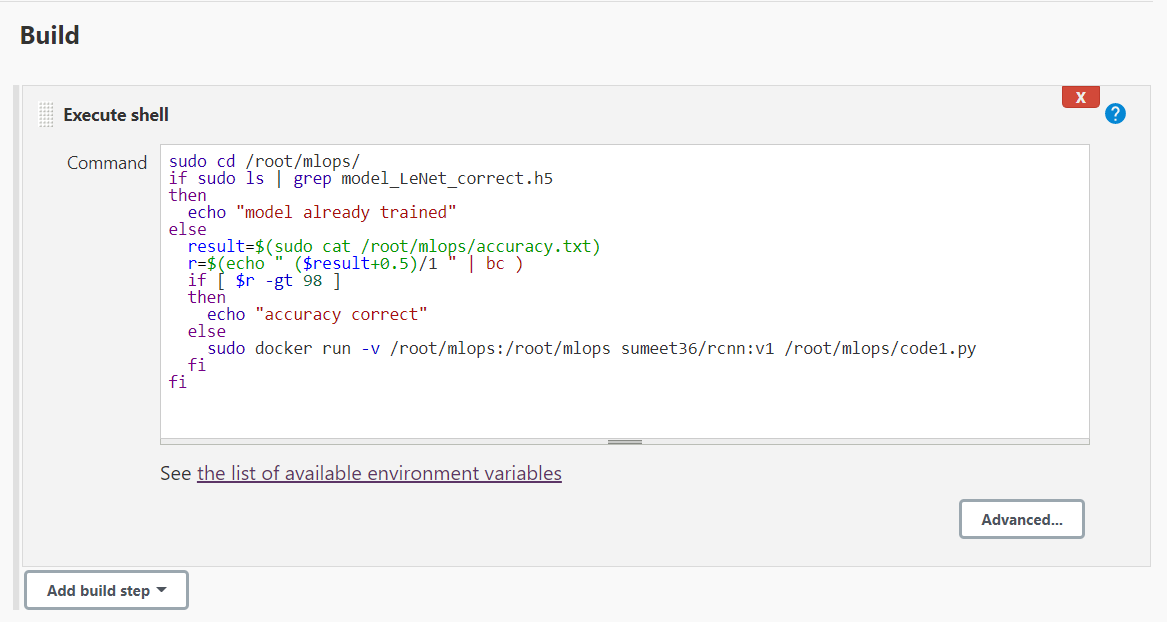 Build
Execute shell
X
?
Command
sudo cd /root/mlops/
if sudo ls | grep model_LeNet_correct.h5
then
  echo "model already trained"
else
  result=$(sudo cat /root/mlops/accuracy.txt)
  r=$(echo " ($result+0.5)/1 " | bc )
  if [ $r -gt 98 ]
  then
    echo "accuracy correct"
  else
    sudo docker run -v /root/mlops:/root/mlops sumeet36/rcnn:v1 /root/mlops/code1.py
  fi
fi
See the list of available environment variables
Advanced...
Add build step